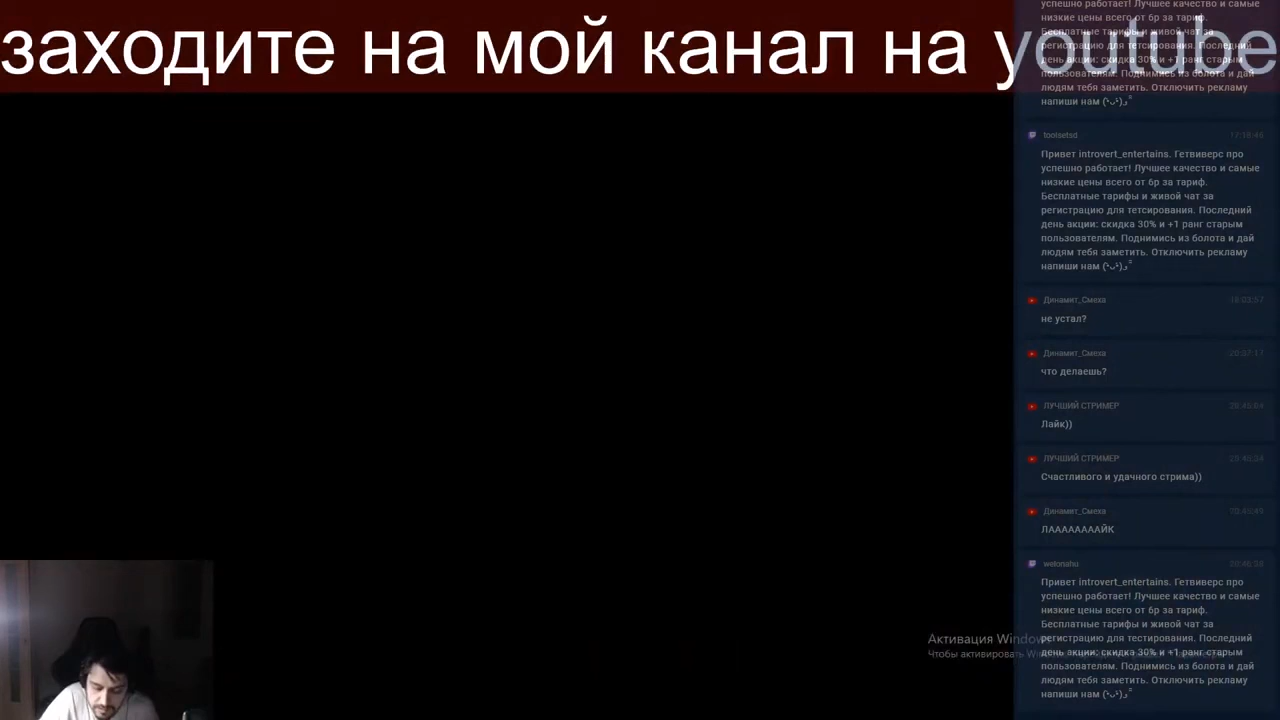 заходите на мой канал на youtube
успешно работает! Лучшее качество и самые
низкие цены всего от 6р за тариф.
Бесплатные тарифы и живой чат за
регистрацию для тетсирования. Последний
день акции: скидка 30% и +1 ранг старым
пользователям. Поднимись из болота и дай
людям тебя заметить. Отключить рекламу
напиши нам
toolsetsd 17:18:46
Привет introvert_entertains. Гетвиверс про
успешно работает! Лучшее качество и самые
низкие цены всего от 6р за тариф.
Бесплатные тарифы и живой чат за
регистрацию для тетсирования. Последний
день акции: скидка 30% и +1 ранг старым
пользователям. Поднимись из болота и дай
людям тебя заметить. Отключить рекламу
напиши нам
Динамит_Смеха
не устал?
Динамит_Смеха
что делаешь?
ЛУЧШИЙ СТРИМЕР
Лайк))
ЛУЧШИЙ СТРИМЕР
Счастливого и удачного стрима))
Динамит_Смеха
ЛААААААААЙК
welonahu
Привет introvert_entertains. Гетвиверс про
успешно работает! Лучшее качество и самые
низкие цены всего от 6р за тариф.
Бесплатные тарифы и живой чат за
регистрацию для тестирования. Последний
день акции: скидка 30% и +1 ранг старым
пользователям. Поднимись из болота и дай
людям тебя заметить. Отключить рекламу
напиши нам
Активация Windows
Чтобы активировать